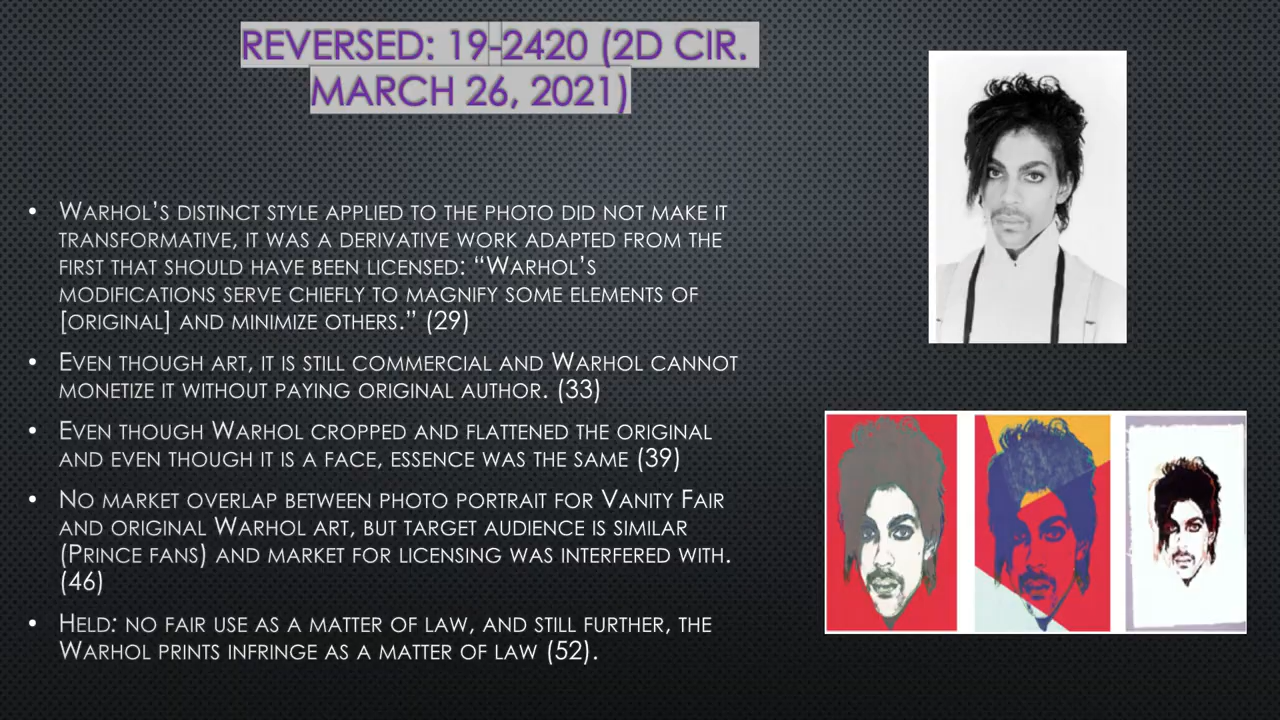 REVERSED: 19-2420 (2D CIR.
MARCH 26, 2021)
• WARHOL'S DISTINCT STYLE APPLIED TO THE PHOTO DID NOT MAKE IT
TRANSFORMATIVE, IT WAS A DERIVATIVE WORK ADAPTED FROM THE
FIRST THAT SHOULD HAVE BEEN LICENSED: “WARHOL'S
MODIFICATIONS SERVE CHIEFLY TO MAGNIFY SOME ELEMENTS OF
[ORIGINAL] AND MINIMIZE OTHERS.” (29)
• EVEN THOUGH ART, IT IS STILL COMMERCIAL AND WARHOL CANNOT
MONETIZE IT WITHOUT PAYING ORIGINAL AUTHOR. (33)
• EVEN THOUGH WARHOL CROPPED AND FLATTENED THE ORIGINAL
AND EVEN THOUGH IT IS A FACE, ESSENCE WAS THE SAME (39)
• NO MARKET OVERLAP BETWEEN PHOTO PORTRAIT FOR VANITY FAIR
AND ORIGINAL WARHOL ART, BUT TARGET AUDIENCE IS SIMILAR
(PRINCE FANS) AND MARKET FOR LICENSING WAS INTERFERED WITH.
(46)
• HELD: NO FAIR USE AS A MATTER OF LAW, AND STILL FURTHER, THE
WARHOL PRINTS INFRINGE AS A MATTER OF LAW (52).